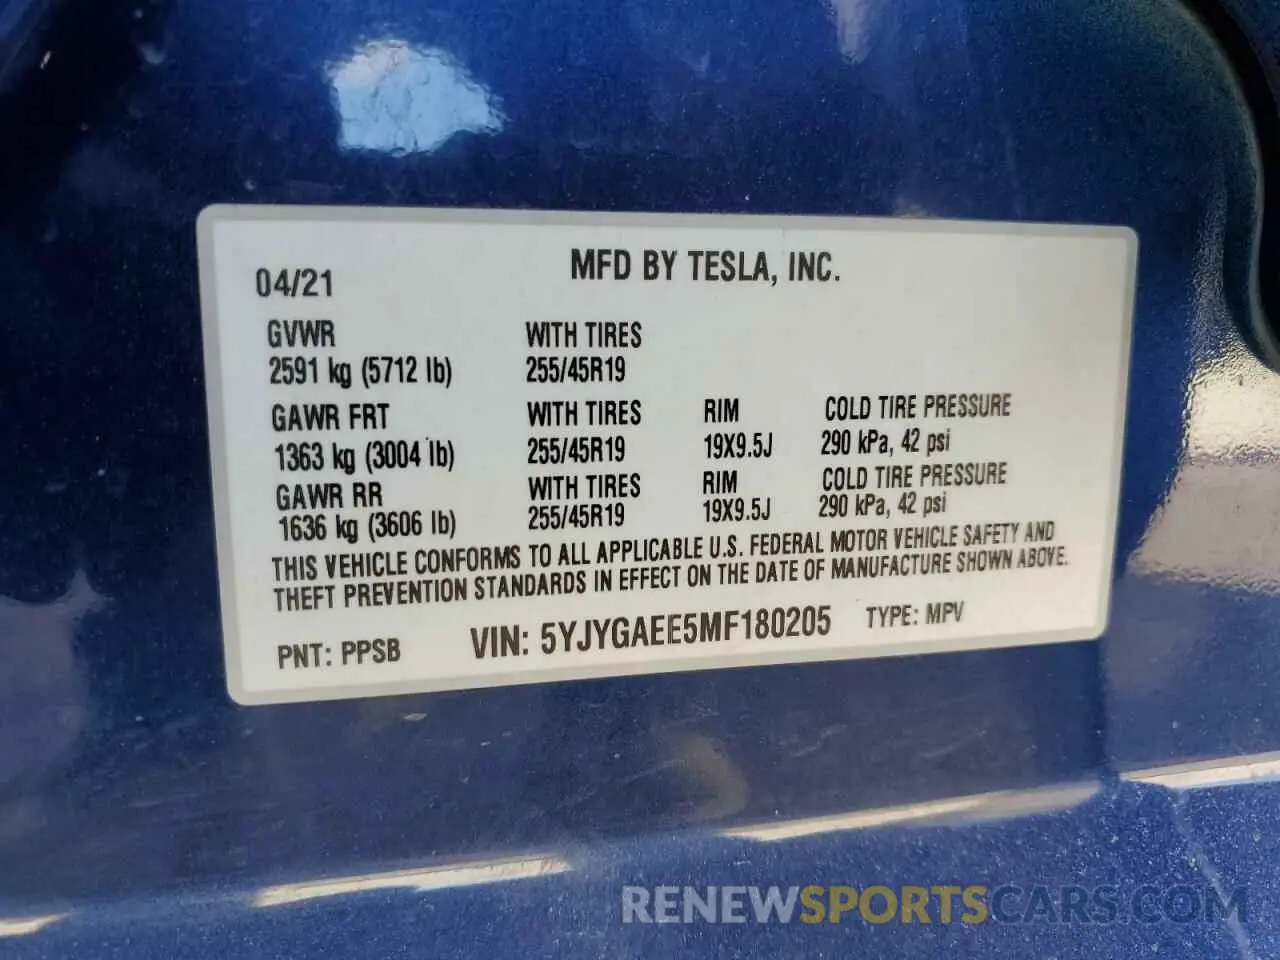 MFD BY TESLA, INC.
04/21
GVWR WITH TIRES
2591 kg (5712 lb) 255/45R19
GAWR FRT WITH TIRES RIM COLD TIRE PRESSURE
1363 kg (3004 lb) 255/45R19 19X9.5J 290 kPa, 42 psi
GAWR RR WITH TIRES RIM COLD TIRE PRESSURE
1636 kg (3606 lb) 255/45R19 19X9.5J 290 kPa, 42 psi
THIS VEHICLE CONFORMS TO ALL APPLICABLE U.S. FEDERAL MOTOR VEHICLE SAFETY AND
THEFT PREVENTION STANDARDS IN EFFECT ON THE DATE OF MANUFACTURE SHOWN ABOVE.
PNT: PPSB VIN: 5YJYGAEE5MF180205 TYPE: MPV
RENEWSPORTSCARS.COM